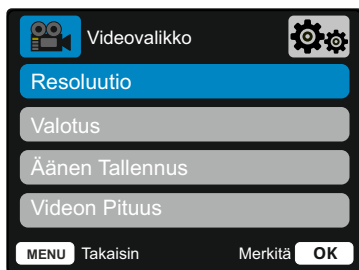 Videovalikko
Resoluutio
Valotus
Äänen Tallennus
Videon Pituus
MENU Takaisin Merkitä OK